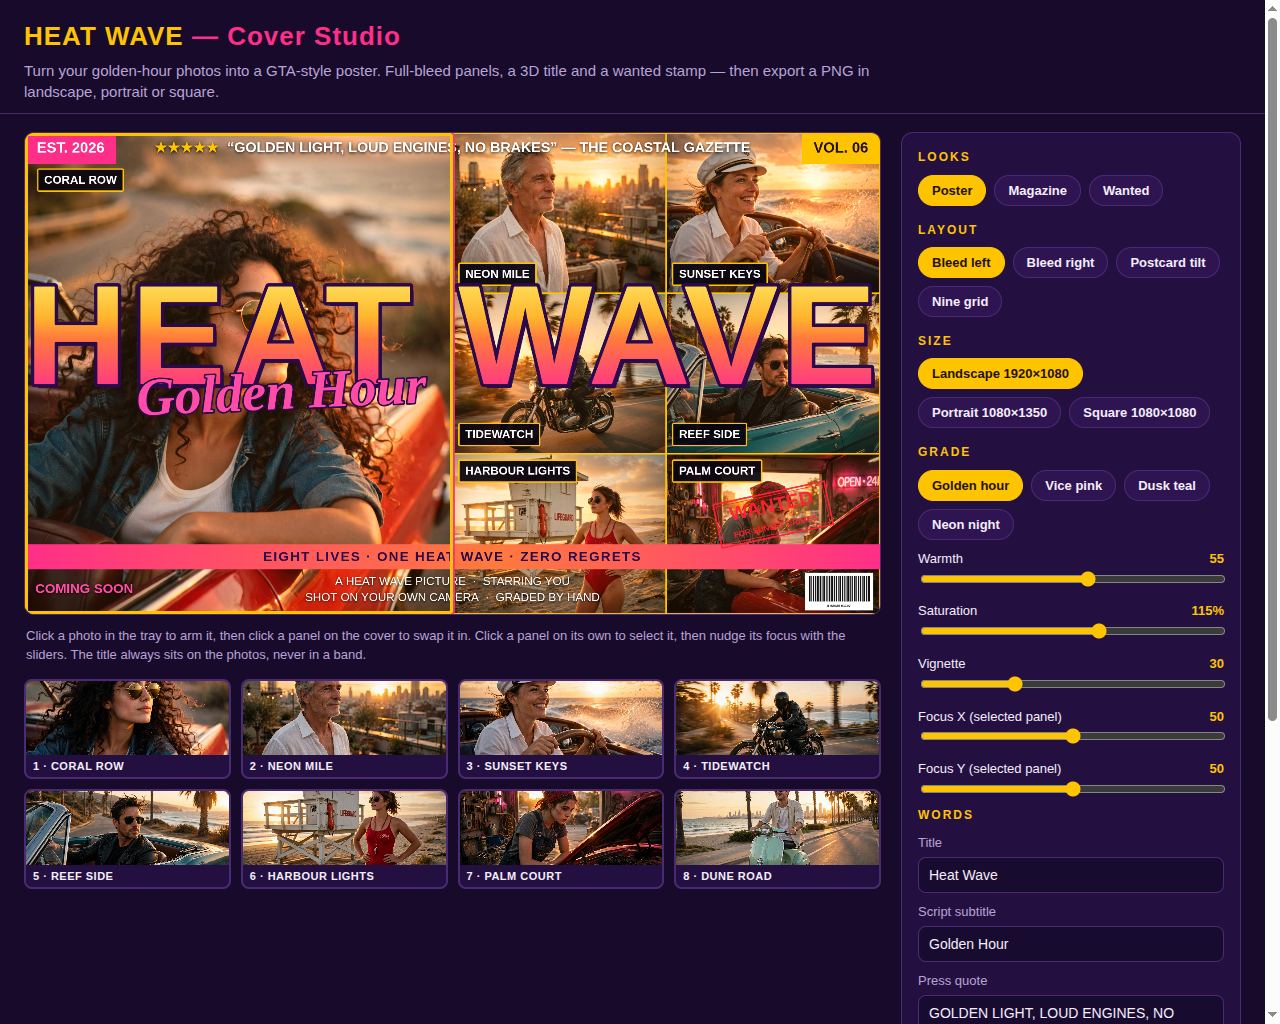 HEAT WAVE — Cover Studio
Turn your golden-hour photos into a GTA-style poster. Full-bleed panels, a 3D title and a wanted stamp — then export a PNG in
landscape, portrait or square.
EST. 2026
★★★★★ “GOLDEN LIGHT, LOUD ENGINES, NO BRAKES” — THE COASTAL GAZETTE
VOL. 06
CORAL ROW
NEON MILE
SUNSET KEYS
HEAT WAVE
Golden Hour
TIDEWATCH
REEF SIDE
HARBOUR LIGHTS
PALM COURT
OPEN·24
LIFEGUARD
WANTED
EIGHT LIVES · ONE HEAT WAVE · ZERO REGRETS
COMING SOON
A HEAT WAVE PICTURE · STARRING YOU
SHOT ON YOUR OWN CAMERA · GRADED BY HAND
Click a photo in the tray to arm it, then click a panel on the cover to swap it in. Click a panel on its own to select it, then nudge its focus with the
sliders. The title always sits on the photos, never in a band.
1 · CORAL ROW
2 · NEON MILE
3 · SUNSET KEYS
4 · TIDEWATCH
5 · REEF SIDE
6 · HARBOUR LIGHTS
7 · PALM COURT
8 · DUNE ROAD
LOOKS
Poster
Magazine
Wanted
LAYOUT
Bleed left
Bleed right
Postcard tilt
Nine grid
SIZE
Landscape 1920×1080
Portrait 1080×1350
Square 1080×1080
GRADE
Golden hour
Vice pink
Dusk teal
Neon night
Warmth 55
Saturation 115%
Vignette 30
Focus X (selected panel) 50
Focus Y (selected panel) 50
WORDS
Title
Heat Wave
Script subtitle
Golden Hour
Press quote
GOLDEN LIGHT, LOUD ENGINES, NO